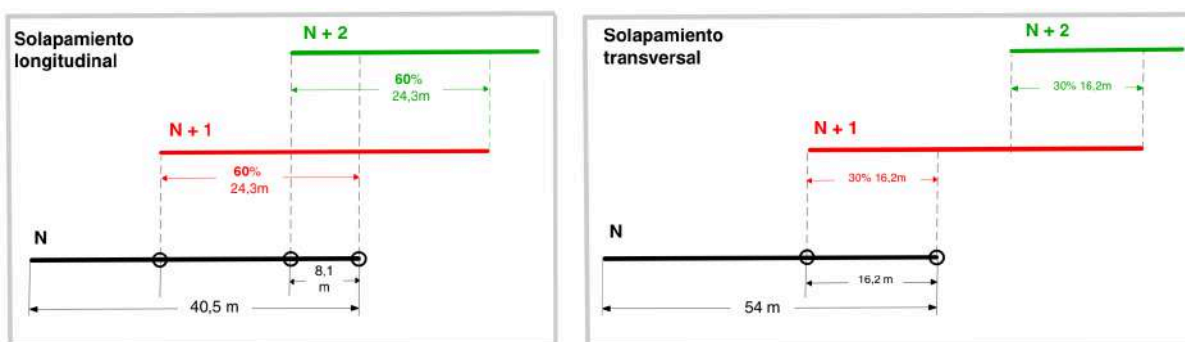 Solapamiento
longitudinal
N + 2
60%
24,3m
N + 1
60%
24,3m
N
8,1
m
40,5 m
Solapamiento
transversal
N + 2
30% 16,2m
N + 1
30% 16,2m
N
16,2 m
54 m